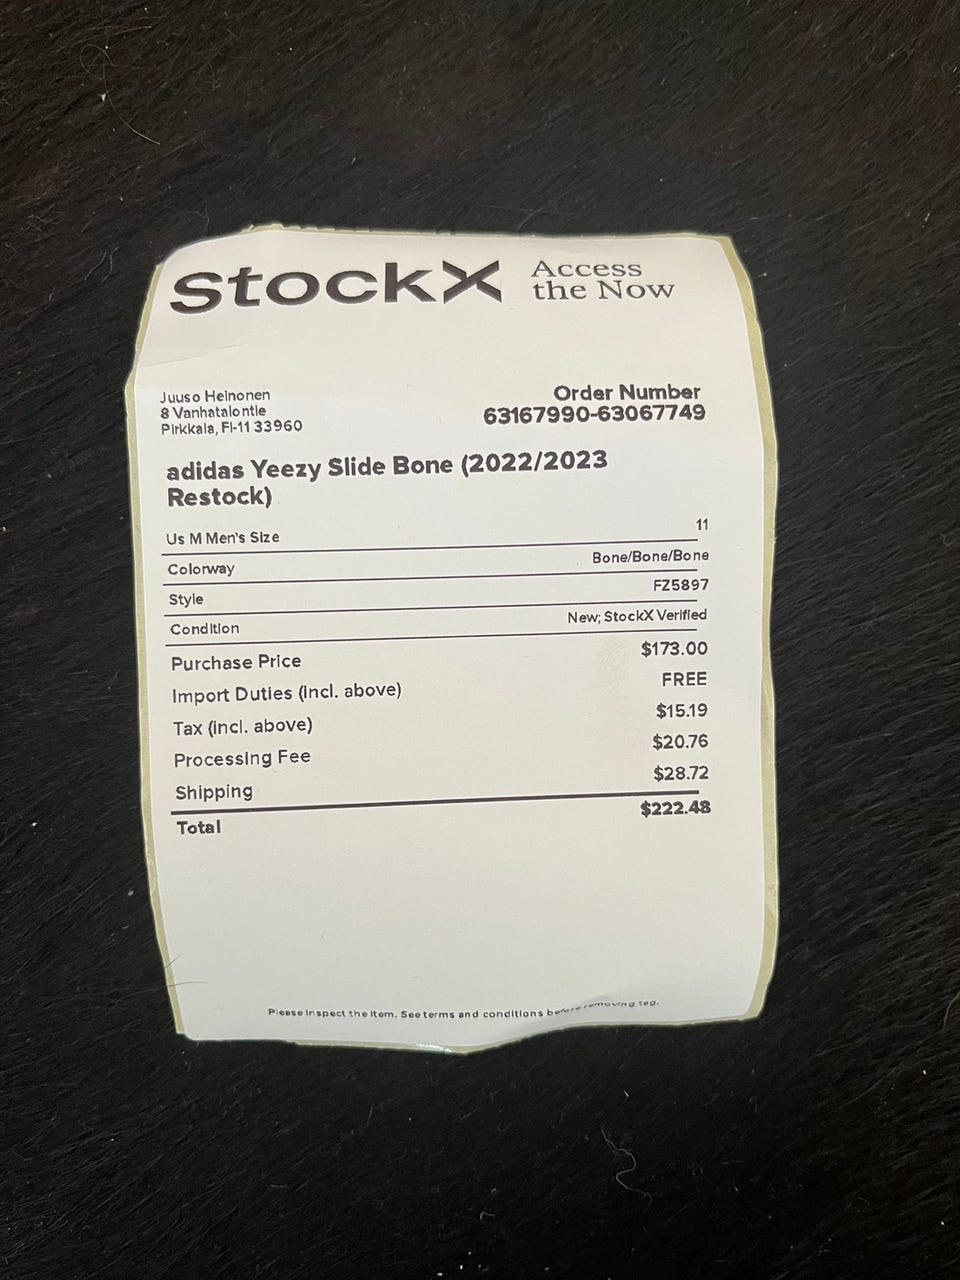 stockX Access
the Now
Juuso Heinonen
8 Vanhatalontie
Pirkkala, FI-11 33960
Order Number
63167990-63067749
adidas Yeezy Slide Bone (2022/2023
Restock)
Us M Men's Size 11
Colorway Bone/Bone/Bone
Style FZ5897
Condition New; StockX Verified
Purchase Price $173.00
Import Duties (incl. above) FREE
Tax (incl. above) $15.19
Processing Fee $20.76
Shipping $28.72
Total $222.48
Please inspect the item. See terms and conditions before removing tag.